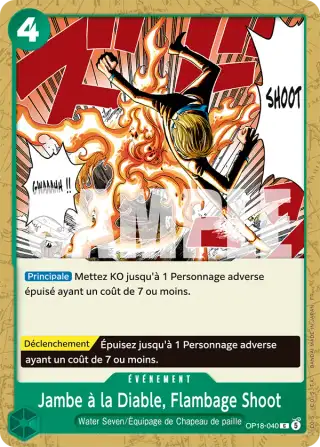 4
SHOOT
GWAAAAH !!
SAMPLE
Principale Mettez KO jusqu'à 1 Personnage adverse
épuisé ayant un coût de 7 ou moins.
Déclenchement Épuisez jusqu'à 1 Personnage adverse
ayant un coût de 7 ou moins.
ÉVÉNEMENT
Jambe à la Diable, Flambage Shoot
Water Seven/Équipage de Chapeau de paille
OP18-040 C